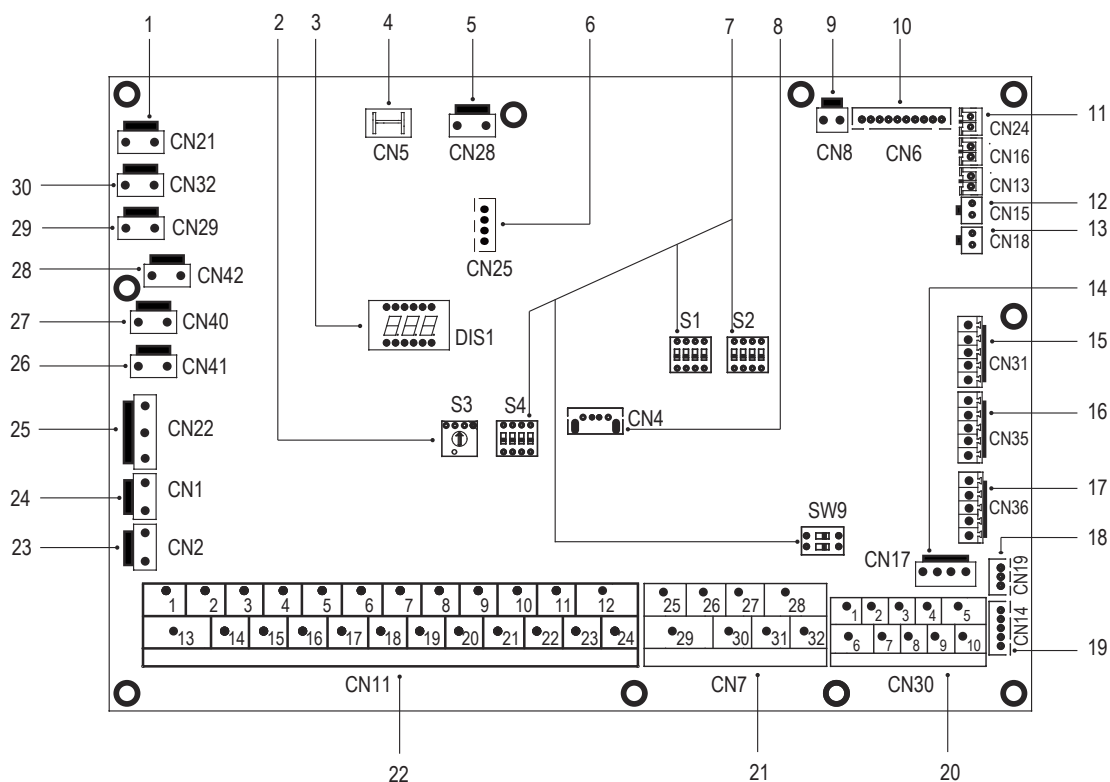 1 2 3 4 5 6 7 8 9 10
11
CN21 CN5 CN28 CN8 CN6 CN24
CN16
30 CN32 CN13
12
29 CN29 CN15
CN25 CN18 13
28 CN42
14
27 CN40 DIS1 S1 S2
15
26 CN41 CN31
S3 S4 CN4 16
25 CN22 CN35
24 CN1 17
SW9 CN36
18
23 CN2 CN17 CN19
1 2 3 4 5 6 7 8 9 10 11 12 25 26 27 28 1 2 3 4 5 CN14
13 14 15 16 17 18 19 20 21 22 23 24 29 30 31 32 6 7 8 9 10
19
CN11 CN7 CN30
22 21 20